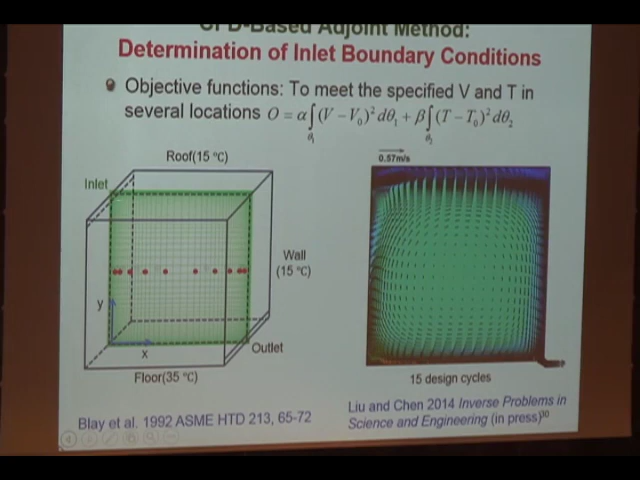 CFD-Based Adjoint Method:
Determination of Inlet Boundary Conditions
Objective functions: To meet the specified V and T in
several locations O = α∫(V − V₀)² dθ₁ + β∫(T − T₀)² dθ₂
θ₁ θ₂
Roof(15 ºC)
0.57m/s
Inlet
Wall
(15 ºC)
y
x
Outlet
Floor(35 ºC)
15 design cycles
Blay et al. 1992 ASME HTD 213, 65-72
Liu and Chen 2014 Inverse Problems in
Science and Engineering (in press)